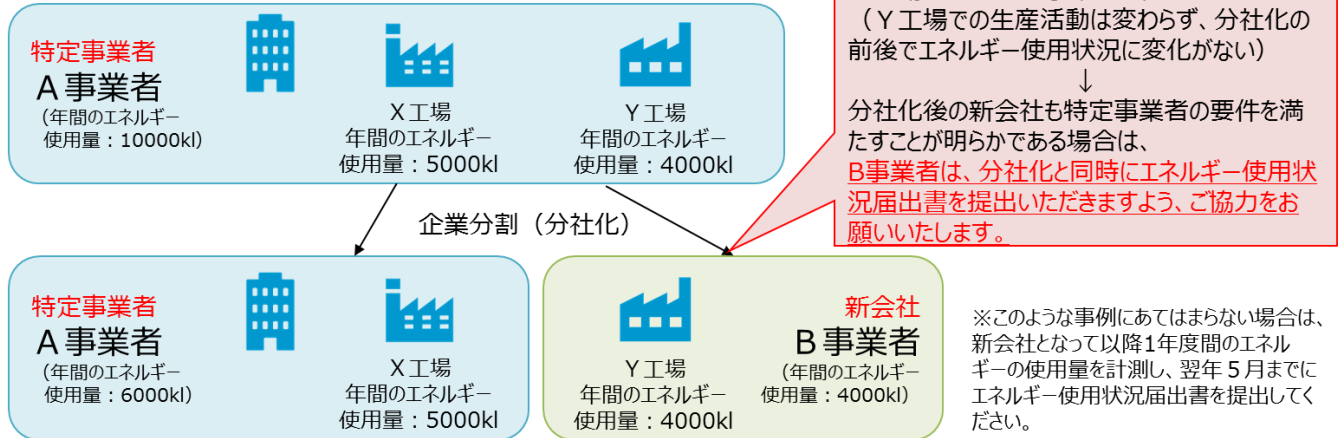 特定事業者
A事業者
(年間のエネルギー
使用量：10000kl)
X工場
年間のエネルギー
使用量：5000kl
Y工場
年間のエネルギー
使用量：4000kl
（Y工場での生産活動は変わらず、分社化の
前後でエネルギー使用状況に変化がない）
↓
分社化後の新会社も特定事業者の要件を満
たすことが明らかである場合は、
B事業者は、分社化と同時にエネルギー使用状
況届出書を提出いただきますよう、ご協力をお
願いいたします。
企業分割（分社化）
特定事業者
A事業者
(年間のエネルギー
使用量：6000kl)
X工場
年間のエネルギー
使用量：5000kl
Y工場
年間のエネルギー
使用量：4000kl
新会社
B事業者
(年間のエネルギー
使用量：4000kl)
※このような事例にあてはまらない場合は、
新会社となって以降1年度間のエネル
ギーの使用量を計測し、翌年５月までに
エネルギー使用状況届出書を提出してく
ださい。